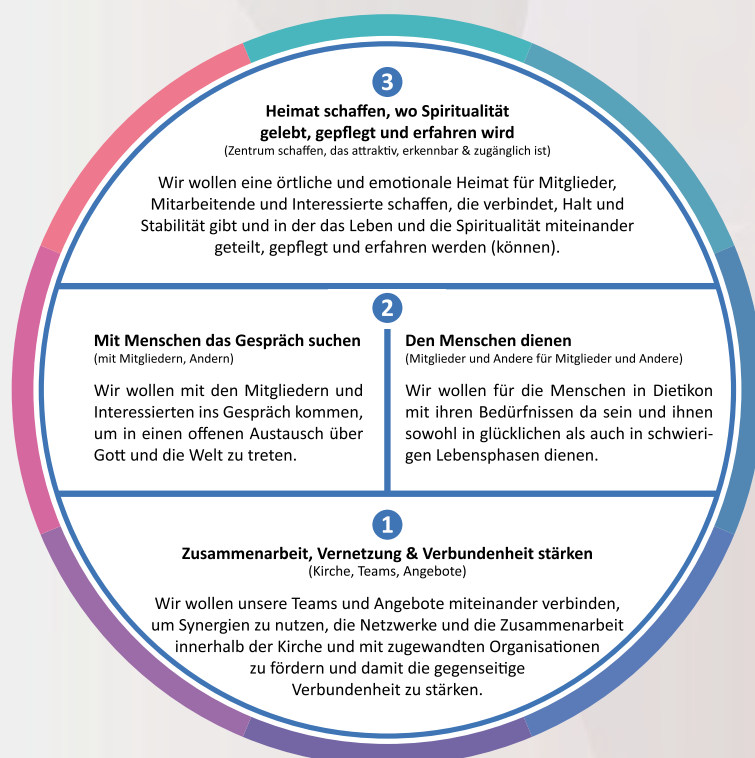 3
Heimat schaffen, wo Spiritualität
gelebt, gepflegt und erfahren wird
(Zentrum schaffen, das attraktiv, erkennbar & zugänglich ist)
Wir wollen eine örtliche und emotionale Heimat für Mitglieder,
Mitarbeitende und Interessierte schaffen, die verbindet, Halt und
Stabilität gibt und in der das Leben und die Spiritualität miteinander
geteilt, gepflegt und erfahren werden (können).
2
Mit Menschen das Gespräch suchen
(mit Mitgliedern, Andern)
Wir wollen mit den Mitgliedern und
Interessierten ins Gespräch kommen,
um in einen offenen Austausch über
Gott und die Welt zu treten.
Den Menschen dienen
(Mitglieder und Andere für Mitglieder und Andere)
Wir wollen für die Menschen in Dietikon
mit ihren Bedürfnissen da sein und ihnen
sowohl in glücklichen als auch in schwieri-
gen Lebensphasen dienen.
1
Zusammenarbeit, Vernetzung & Verbundenheit stärken
(Kirche, Teams, Angebote)
Wir wollen unsere Teams und Angebote miteinander verbinden,
um Synergien zu nutzen, die Netzwerke und die Zusammenarbeit
innerhalb der Kirche und mit zugewandten Organisationen
zu fördern und damit die gegenseitige
Verbundenheit zu stärken.